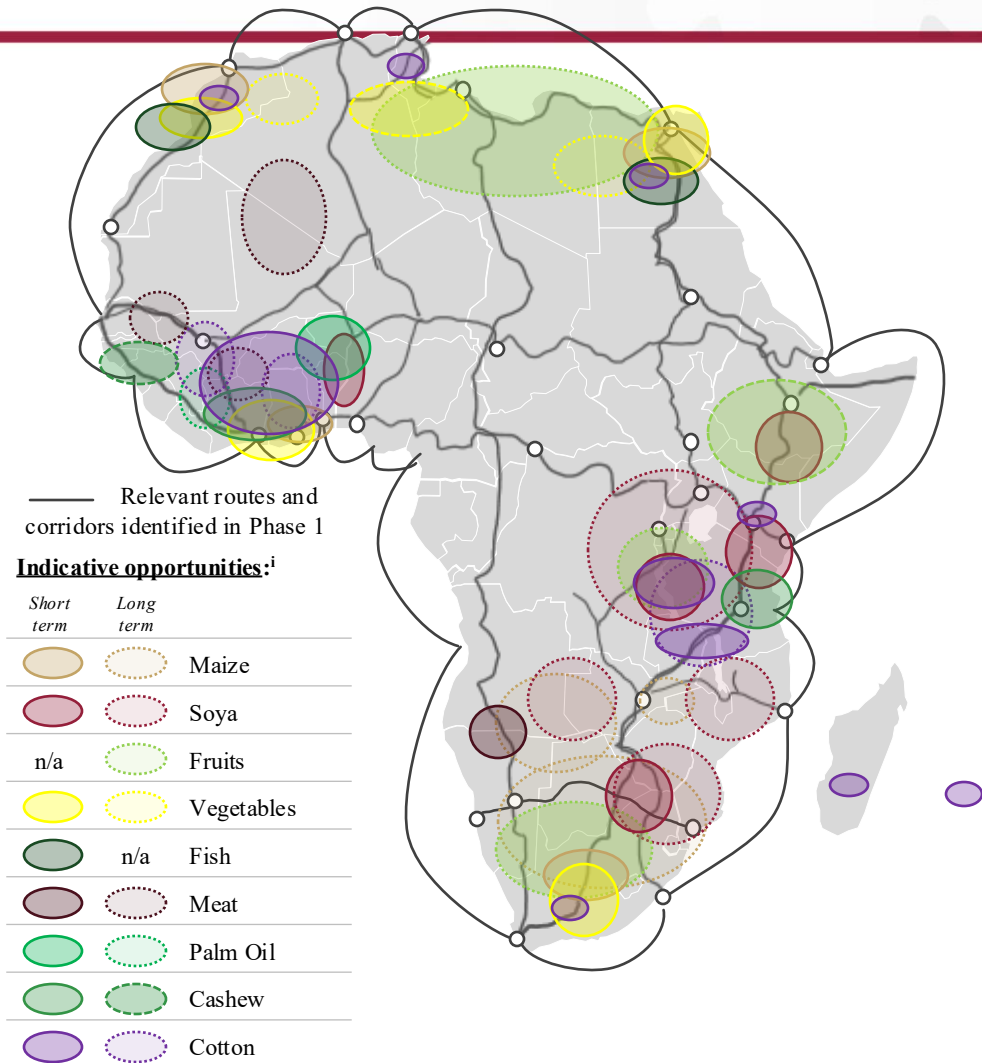 Relevant routes and
corridors identified in Phase 1
Indicative opportunities:i
Short term
Long term
Maize
Soya
n/a
Fruits
Vegetables
n/a
Fish
Meat
Palm Oil
Cashew
Cotton